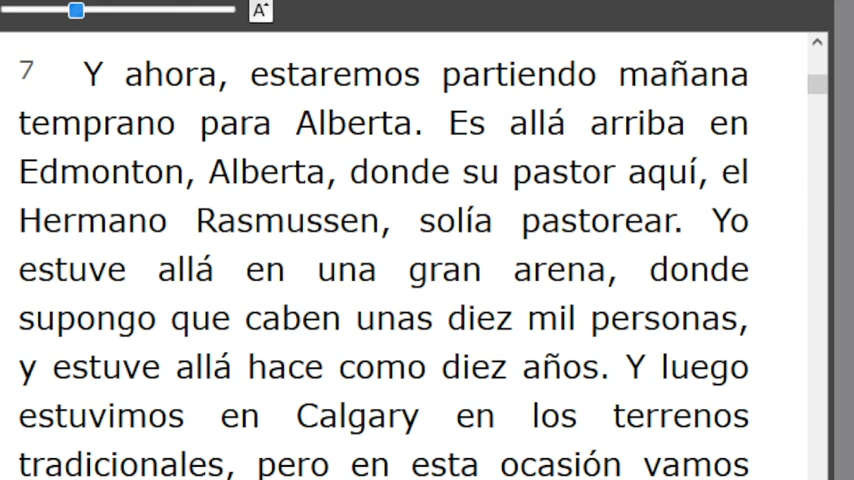 A
7 Y ahora, estaremos partiendo mañana
temprano para Alberta. Es allá arriba en
Edmonton, Alberta, donde su pastor aquí, el
Hermano Rasmussen, solía pastorear. Yo
estuve allá en una gran arena, donde
supongo que caben unas diez mil personas,
y estuve allá hace como diez años. Y luego
estuvimos en Calgary en los terrenos
tradicionales, pero en esta ocasión vamos